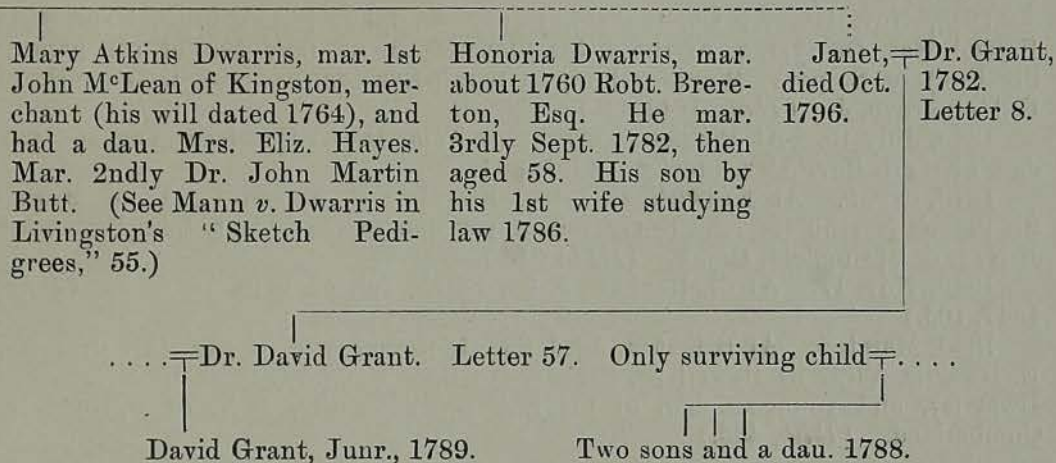 Mary Atkins Dwarris, mar. 1st
John McLean of Kingston, mer-
chant (his will dated 1764), and
had a dau. Mrs. Eliz. Hayes.
Mar. 2ndly Dr. John Martin
Butt. (See Mann v. Dwarris in
Livingston's "Sketch Pedi-
grees," 55.)
Honoria Dwarris, mar.
about 1760 Robt. Brere-
ton, Esq. He mar.
3rdly Sept. 1782, then
aged 58. His son by
his 1st wife studying
law 1786.
Janet,
died Oct.
1796.
Dr. Grant,
1782.
Letter 8.
. . . . Dr. David Grant. Letter 57. Only surviving child . . . .
David Grant, Junr., 1789. Two sons and a dau. 1788.